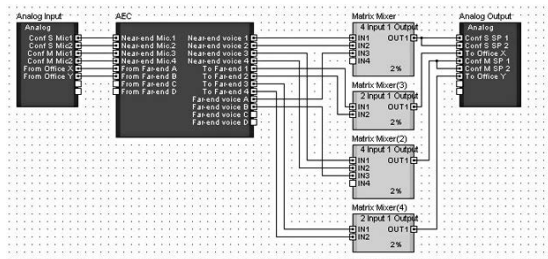 Analog Input
Analog
Conf S Mic1
Conf S Mic2
Conf M Mic1
Conf M Mic2
From Office X
From Office Y
AEC
Near-end Mic.1
Near-end Mic.2
Near-end Mic.3
Near-end Mic.4
From Far-end A
From Far-end B
From Far-end C
From Far-end D
Near-end voice 1
Near-end voice 2
Near-end voice 3
Near-end voice 4
To Far-end 1
To Far-end 2
To Far-end 3
To Far-end 4
Far-end voice A
Far-end voice B
Far-end voice C
Far-end voice D
Matrix Mixer
4 Input 1 Output
IN1 OUT1
IN2
IN3
IN4
2%
Matrix Mixer(3)
2 Input 1 Output
IN1 OUT1
IN2
2%
Matrix Mixer(2)
4 Input 1 Output
IN1 OUT1
IN2
IN3
IN4
2%
Matrix Mixer(4)
2 Input 1 Output
IN1 OUT1
IN2
2%
Analog Output
Analog
Conf S SP 1
Conf S SP 2
To Office X
Conf M SP 1
Conf M SP 2
To Office Y